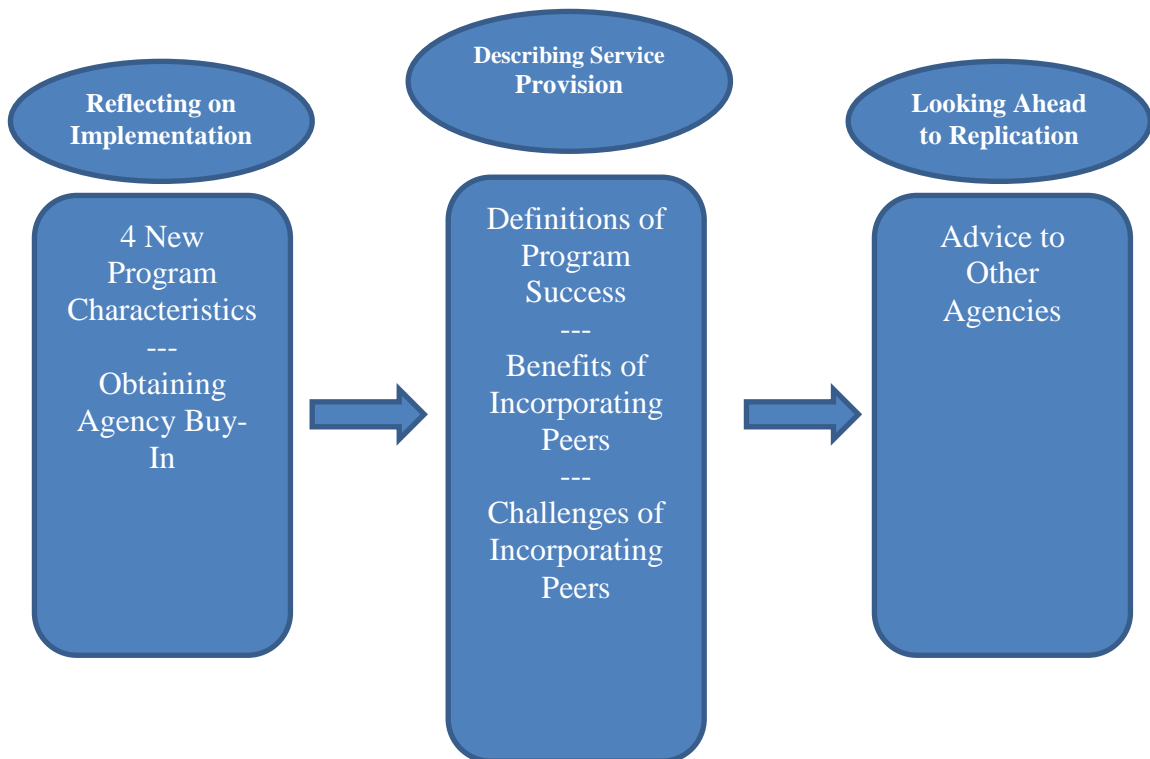 Reflecting on
Implementation
4 New
Program
Characteristics
---
Obtaining
Agency Buy-
In
Describing Service
Provision
Definitions of
Program
Success
---
Benefits of
Incorporating
Peers
---
Challenges of
Incorporating
Peers
Looking Ahead
to Replication
Advice to
Other
Agencies